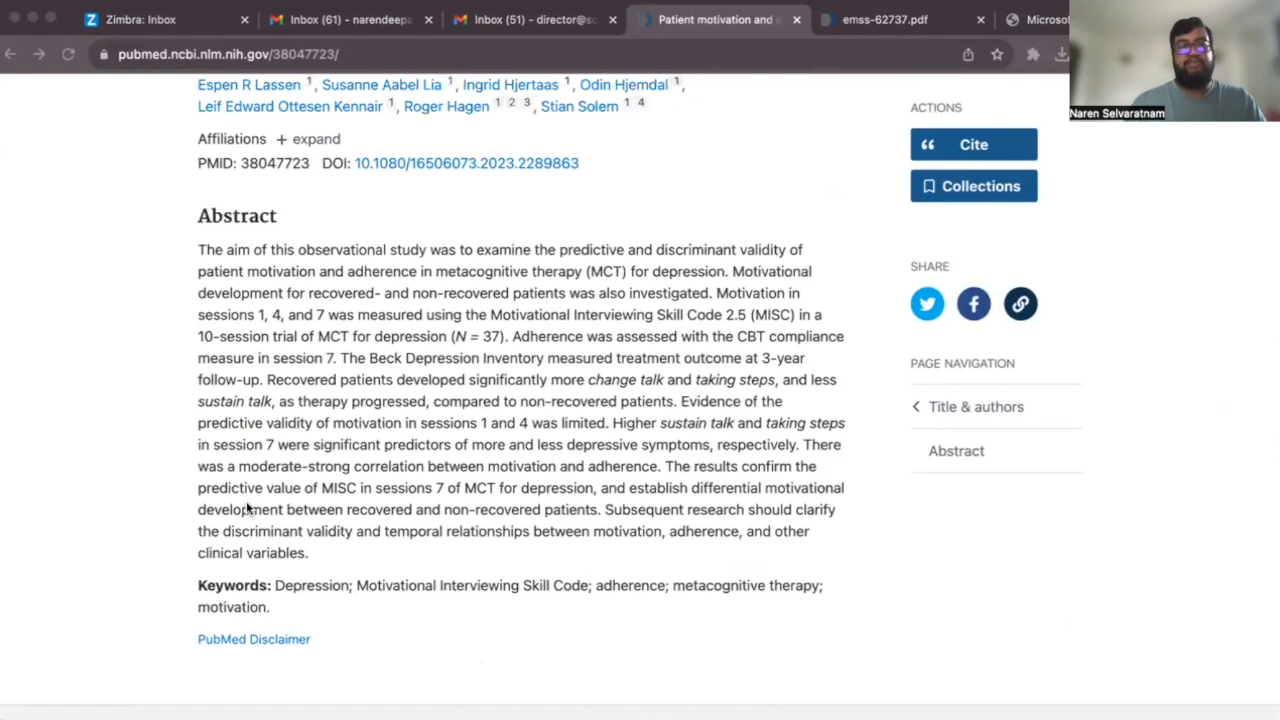 Zimbra: Inbox
Inbox (61) - narendeepa
Inbox (51) - director@sc
Patient motivation and a
emss-62737.pdf
Microsof
pubmed.ncbi.nlm.nih.gov/38047723/
Naren Selvaratnam
Espen R Lassen 1, Susanne Aabel Lia 1, Ingrid Hjertaas 1, Odin Hjemdal 1,
Leif Edward Ottesen Kennair 1, Roger Hagen 1 2 3, Stian Solem 1 4
Affiliations + expand
PMID: 38047723 DOI: 10.1080/16506073.2023.2289863
Abstract
The aim of this observational study was to examine the predictive and discriminant validity of
patient motivation and adherence in metacognitive therapy (MCT) for depression. Motivational
development for recovered- and non-recovered patients was also investigated. Motivation in
sessions 1, 4, and 7 was measured using the Motivational Interviewing Skill Code 2.5 (MISC) in a
10-session trial of MCT for depression (N = 37). Adherence was assessed with the CBT compliance
measure in session 7. The Beck Depression Inventory measured treatment outcome at 3-year
follow-up. Recovered patients developed significantly more change talk and taking steps, and less
sustain talk, as therapy progressed, compared to non-recovered patients. Evidence of the
predictive validity of motivation in sessions 1 and 4 was limited. Higher sustain talk and taking steps
in session 7 were significant predictors of more and less depressive symptoms, respectively. There
was a moderate-strong correlation between motivation and adherence. The results confirm the
predictive value of MISC in sessions 7 of MCT for depression, and establish differential motivational
development between recovered and non-recovered patients. Subsequent research should clarify
the discriminant validity and temporal relationships between motivation, adherence, and other
clinical variables.
Keywords: Depression; Motivational Interviewing Skill Code; adherence; metacognitive therapy;
motivation.
PubMed Disclaimer
ACTIONS
Cite
Collections
SHARE
PAGE NAVIGATION
Title & authors
Abstract